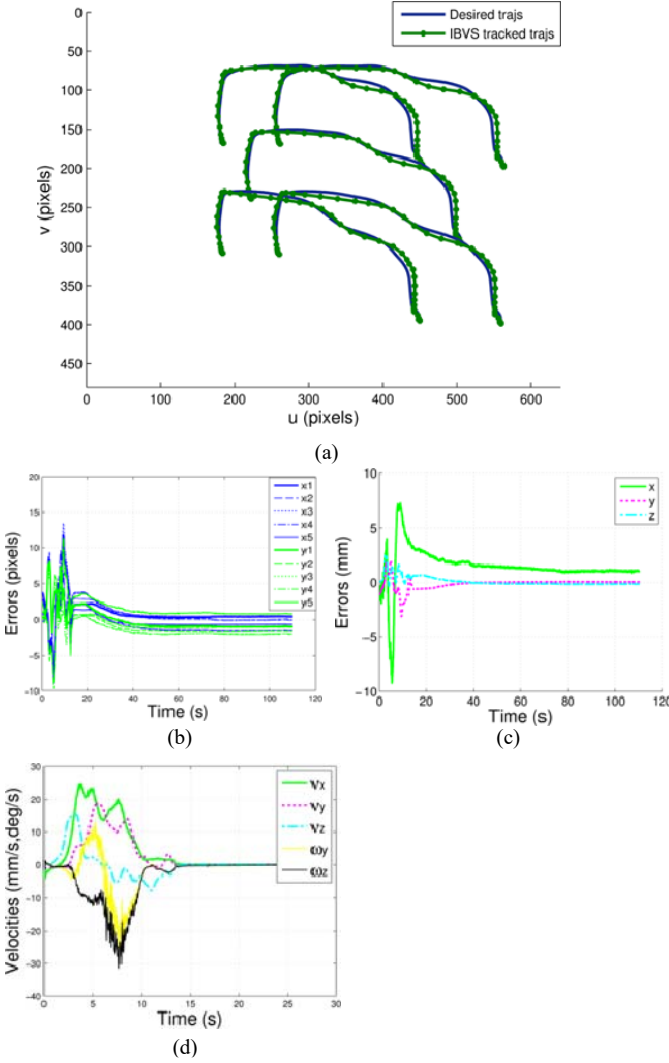 0
50
100
150
200
250
300
350
400
450
v (pixels)
Desired trajs
IBVS tracked trajs
0 100 200 300 400 500 600
u (pixels)
(a)
20
15
10
5
0
−5
−10
Errors (pixels)
x1
x2
x3
x4
x5
y1
y2
y3
y4
y5
0 20 40 60 80 100 120
Time (s)
(b)
10
5
0
−5
−10
Errors (mm)
x
y
z
0 20 40 60 80 100 120
Time (s)
(c)
30
20
10
0
−10
−20
−30
−40
Velocities (mm/s,deg/s)
vx
vy
vz
ωy
ωz
0 5 10 15 20 25 30
Time (s)
(d)